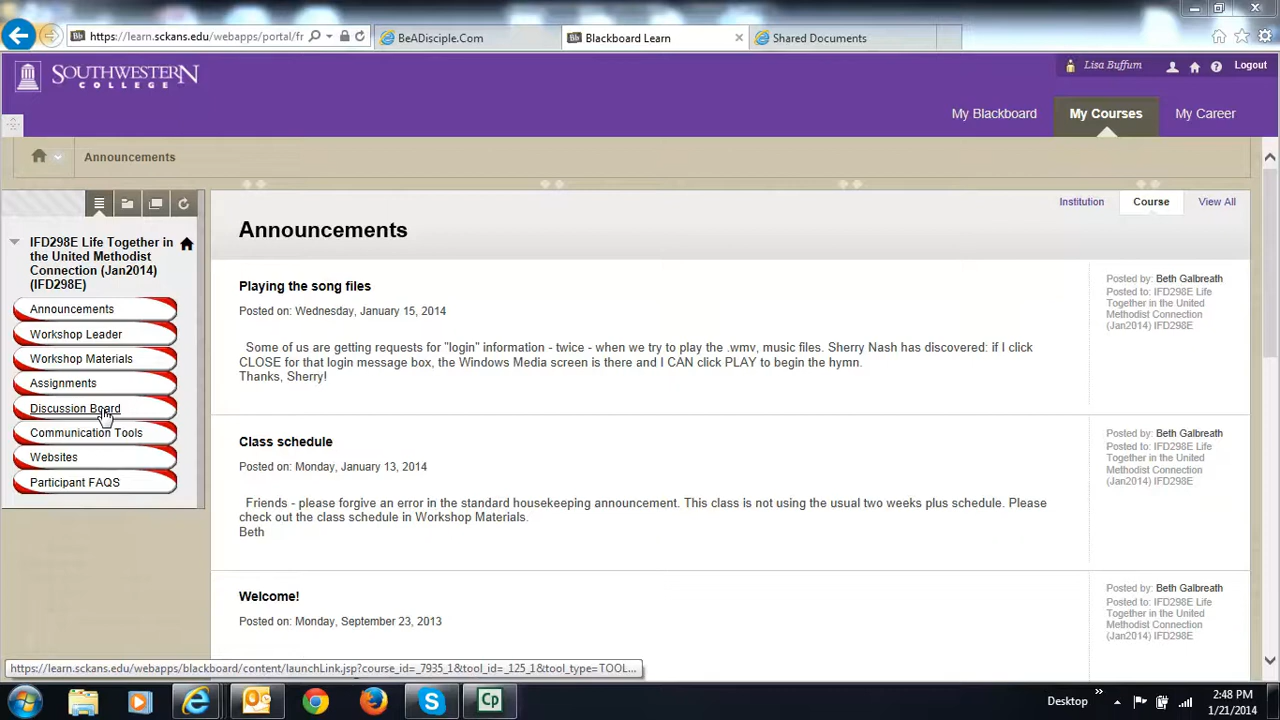 https://learn.sckans.edu/webapps/portal/fr
BeADisciple.Com
Blackboard Learn
Shared Documents
SOUTHWESTERN
COLLEGE
Lisa Buffum
Logout
My Blackboard
My Courses
My Career
Announcements
IFD298E Life Together in
the United Methodist
Connection (Jan2014)
(IFD298E)
Announcements
Workshop Leader
Workshop Materials
Assignments
Discussion Board
Communication Tools
Websites
Participant FAQS
Institution
Course
View All
Announcements
Playing the song files
Posted on: Wednesday, January 15, 2014
Some of us are getting requests for "login" information - twice - when we try to play the .wmv, music files. Sherry Nash has discovered: if I click
CLOSE for that login message box, the Windows Media screen is there and I CAN click PLAY to begin the hymn.
Thanks, Sherry!
Posted by: Beth Galbreath
Posted to: IFD298E Life
Together in the United
Methodist Connection
(Jan2014) IFD298E
Class schedule
Posted on: Monday, January 13, 2014
Friends - please forgive an error in the standard housekeeping announcement. This class is not using the usual two weeks plus schedule. Please
check out the class schedule in Workshop Materials.
Beth
Posted by: Beth Galbreath
Posted to: IFD298E Life
Together in the United
Methodist Connection
(Jan2014) IFD298E
Welcome!
Posted on: Monday, September 23, 2013
Posted by: Beth Galbreath
Posted to: IFD298E Life
Together in the United
Methodist Connection
(Jan2014) IFD298E
https://learn.sckans.edu/webapps/blackboard/content/launchLink.jsp?course_id=_7935_1&tool_id=_125_1&tool_type=TOOL...
Desktop
2:48 PM
1/21/2014